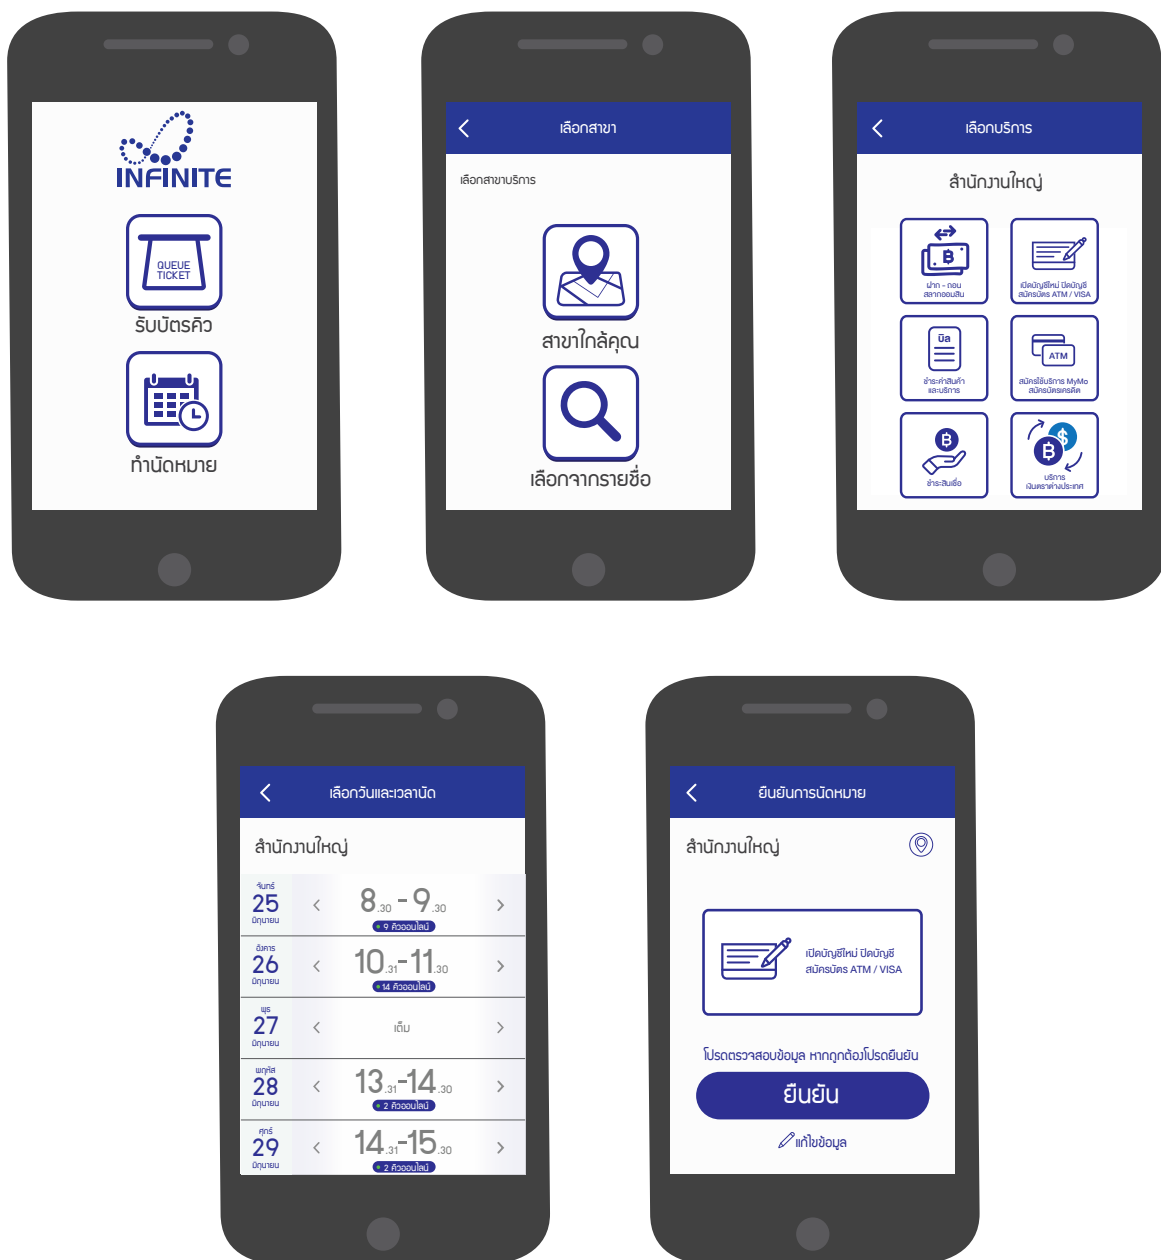 INFINITE
QUEUE
TICKET
รับบัตรคิว
ทำนัดหมาย
เลือกสาขา
เลือกสาขาบริการ
สาขาใกล้คุณ
เลือกจากรายชื่อ
เลือกบริการ
สำนักงานใหญ่
฿
ฝาก - ถอน
สลากออมสิน
เปิดบัญชีใหม่ ปิดบัญชี
สมัครบัตร ATM / VISA
บิล
ชำระค่าสินค้า
และบริการ
ATM
สมัครใช้บริการ MyMo
สมัครบัตรเครดิต
฿
ชำระสินเชื่อ
$
฿
บริการ
เงินตราต่างประเทศ
เลือกวันและเวลานัด
สำนักงานใหญ่
จันทร์
25
มิถุนายน
8.30 - 9.30
9 คิวออนไลน์
อังคาร
26
มิถุนายน
10.31-11.30
14 คิวออนไลน์
พุธ
27
มิถุนายน
เต็ม
พฤหัส
28
มิถุนายน
13.31-14.30
2 คิวออนไลน์
ศุกร์
29
มิถุนายน
14.31-15.30
2 คิวออนไลน์
ยืนยันการนัดหมาย
สำนักงานใหญ่
เปิดบัญชีใหม่ ปิดบัญชี
สมัครบัตร ATM / VISA
โปรดตรวจสอบข้อมูล หากถูกต้องโปรดยืนยัน
ยืนยัน
แก้ไขข้อมูล